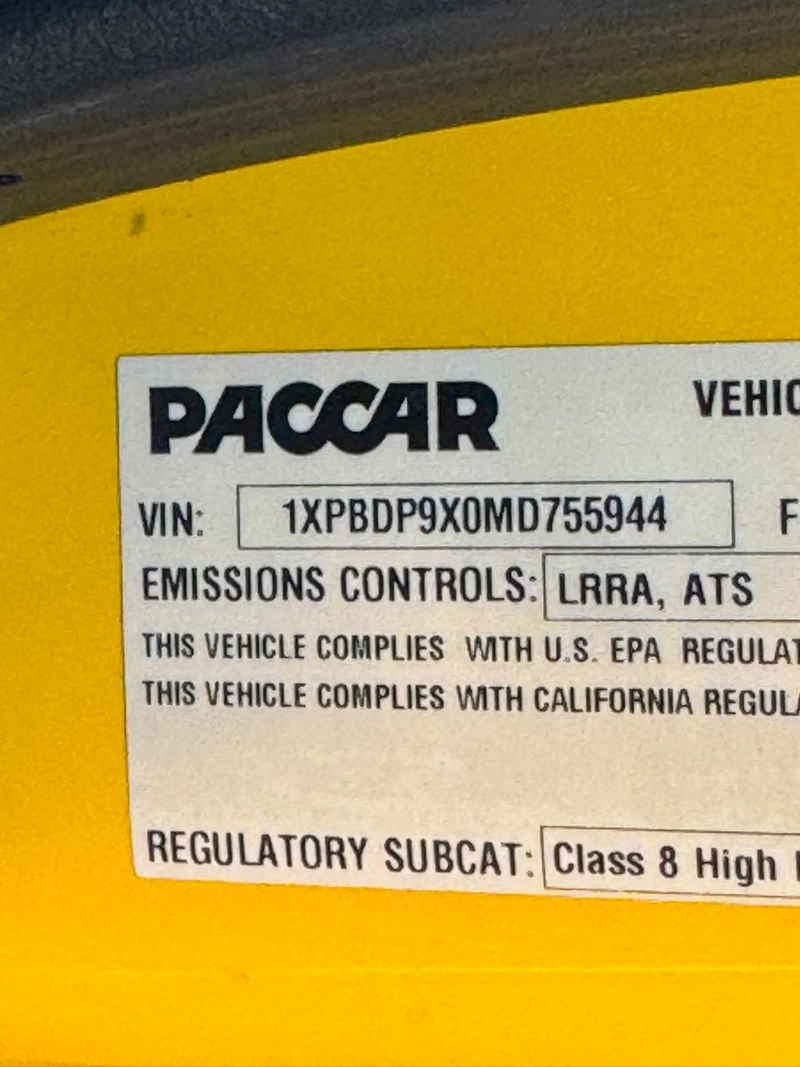 PACCAR
VEHIC
VIN: 1XPBDP9X0MD755944 F
EMISSIONS CONTROLS: LRRA, ATS
THIS VEHICLE COMPLIES WITH U.S. EPA REGULAT
THIS VEHICLE COMPLIES WITH CALIFORNIA REGULA
REGULATORY SUBCAT: Class 8 High